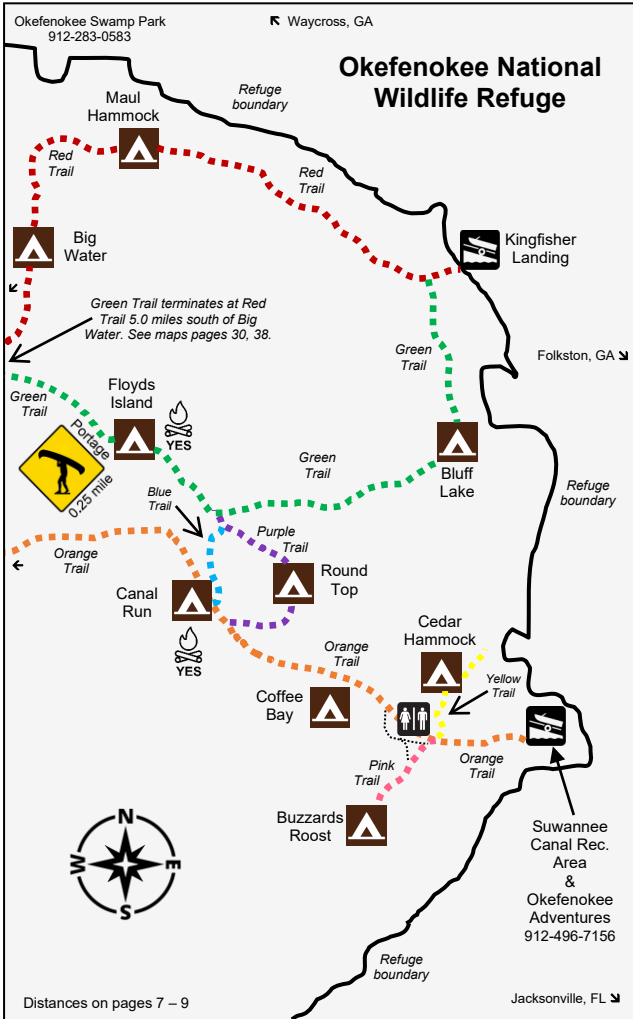 Okefenokee Swamp Park
912-283-0583
Waycross, GA
Okefenokee National
Wildlife Refuge
Refuge
boundary
Maul
Hammock
Red
Trail
Red
Trail
Big
Water
Kingfisher
Landing
Green Trail terminates at Red
Trail 5.0 miles south of Big
Water. See maps pages 30, 38.
Green
Trail
Folkston, GA
Green
Trail
Floyds
Island
YES
Portage
0.25 mile
Green
Trail
Bluff
Lake
Refuge
boundary
Blue
Trail
Purple
Trail
Orange
Trail
Canal
Run
Round
Top
YES
Cedar
Hammock
Orange
Trail
Yellow
Trail
Coffee
Bay
Orange
Trail
Pink
Trail
Buzzards
Roost
N
W
E
S
Suwannee
Canal Rec.
Area
&
Okefenokee
Adventures
912-496-7156
Refuge
boundary
Distances on pages 7 – 9
Jacksonville, FL